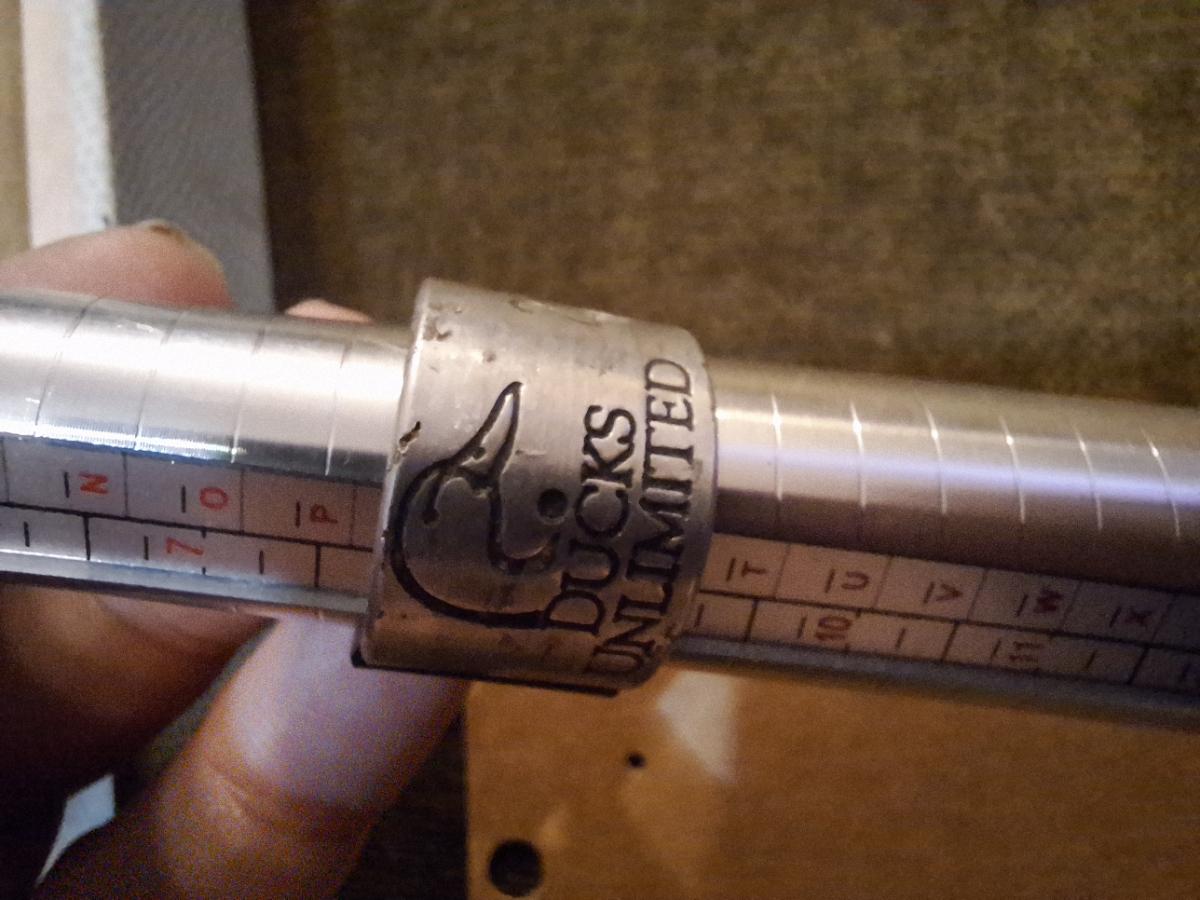 DUCKS
UNLIMITED
N O P T U V W X
7 10 11